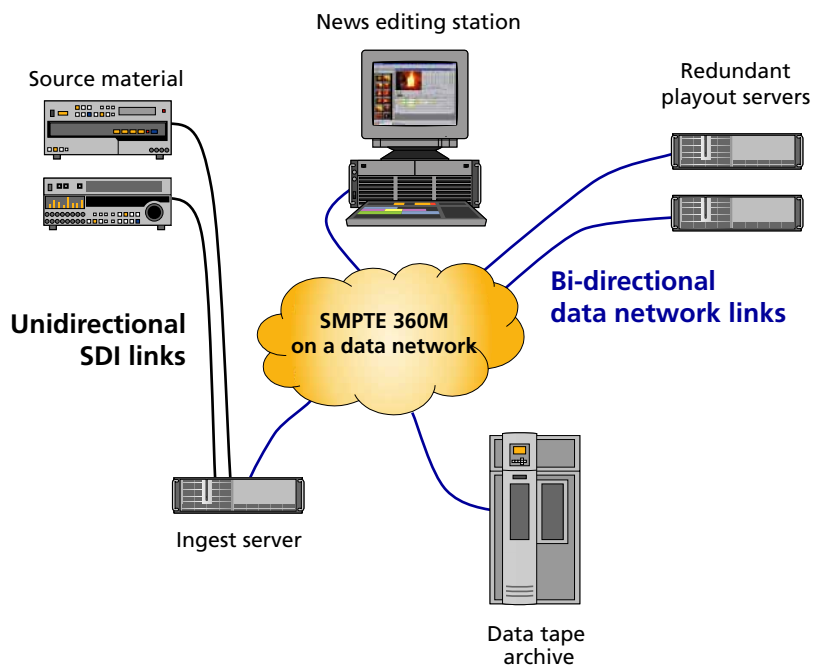 News editing station
Source material
Redundant
playout servers
Bi-directional
data network links
Unidirectional
SDI links
SMPTE 360M
on a data network
Ingest server
Data tape
archive